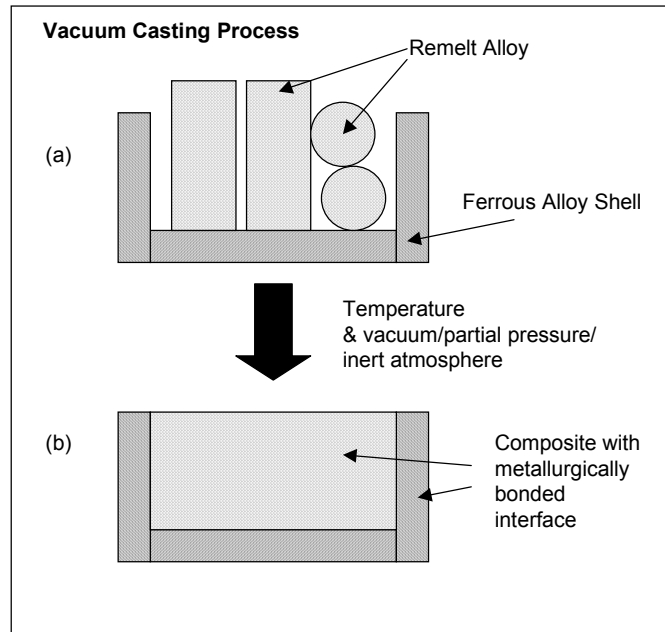 Vacuum Casting Process
Remelt Alloy
(a)
Ferrous Alloy Shell
Temperature
& vacuum/partial pressure/
inert atmosphere
(b)
Composite with
metallurgically
bonded
interface